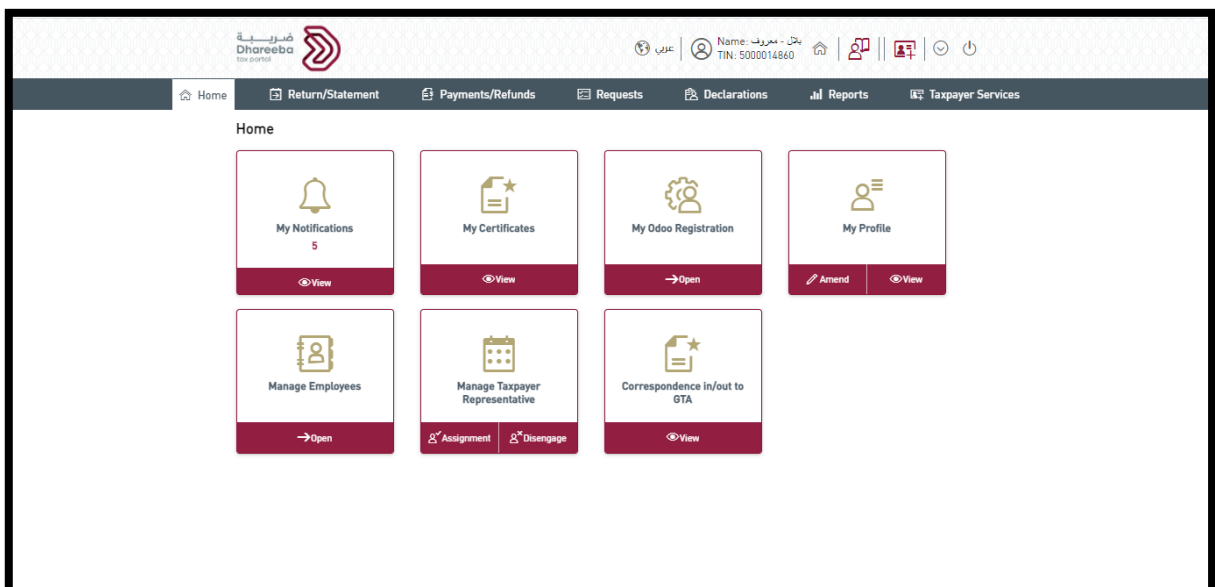 ضريبة
Dhareeba
tax portal
عربي
Name: بلال - معروف
TIN: 5000014860
Home
Return/Statement
Payments/Refunds
Requests
Declarations
Reports
Taxpayer Services
Home
My Notifications
5
View
My Certificates
View
My Odoo Registration
Open
My Profile
Amend
View
Manage Employees
Open
Manage Taxpayer
Representative
Assignment
Disengage
Correspondence in/out to
GTA
View